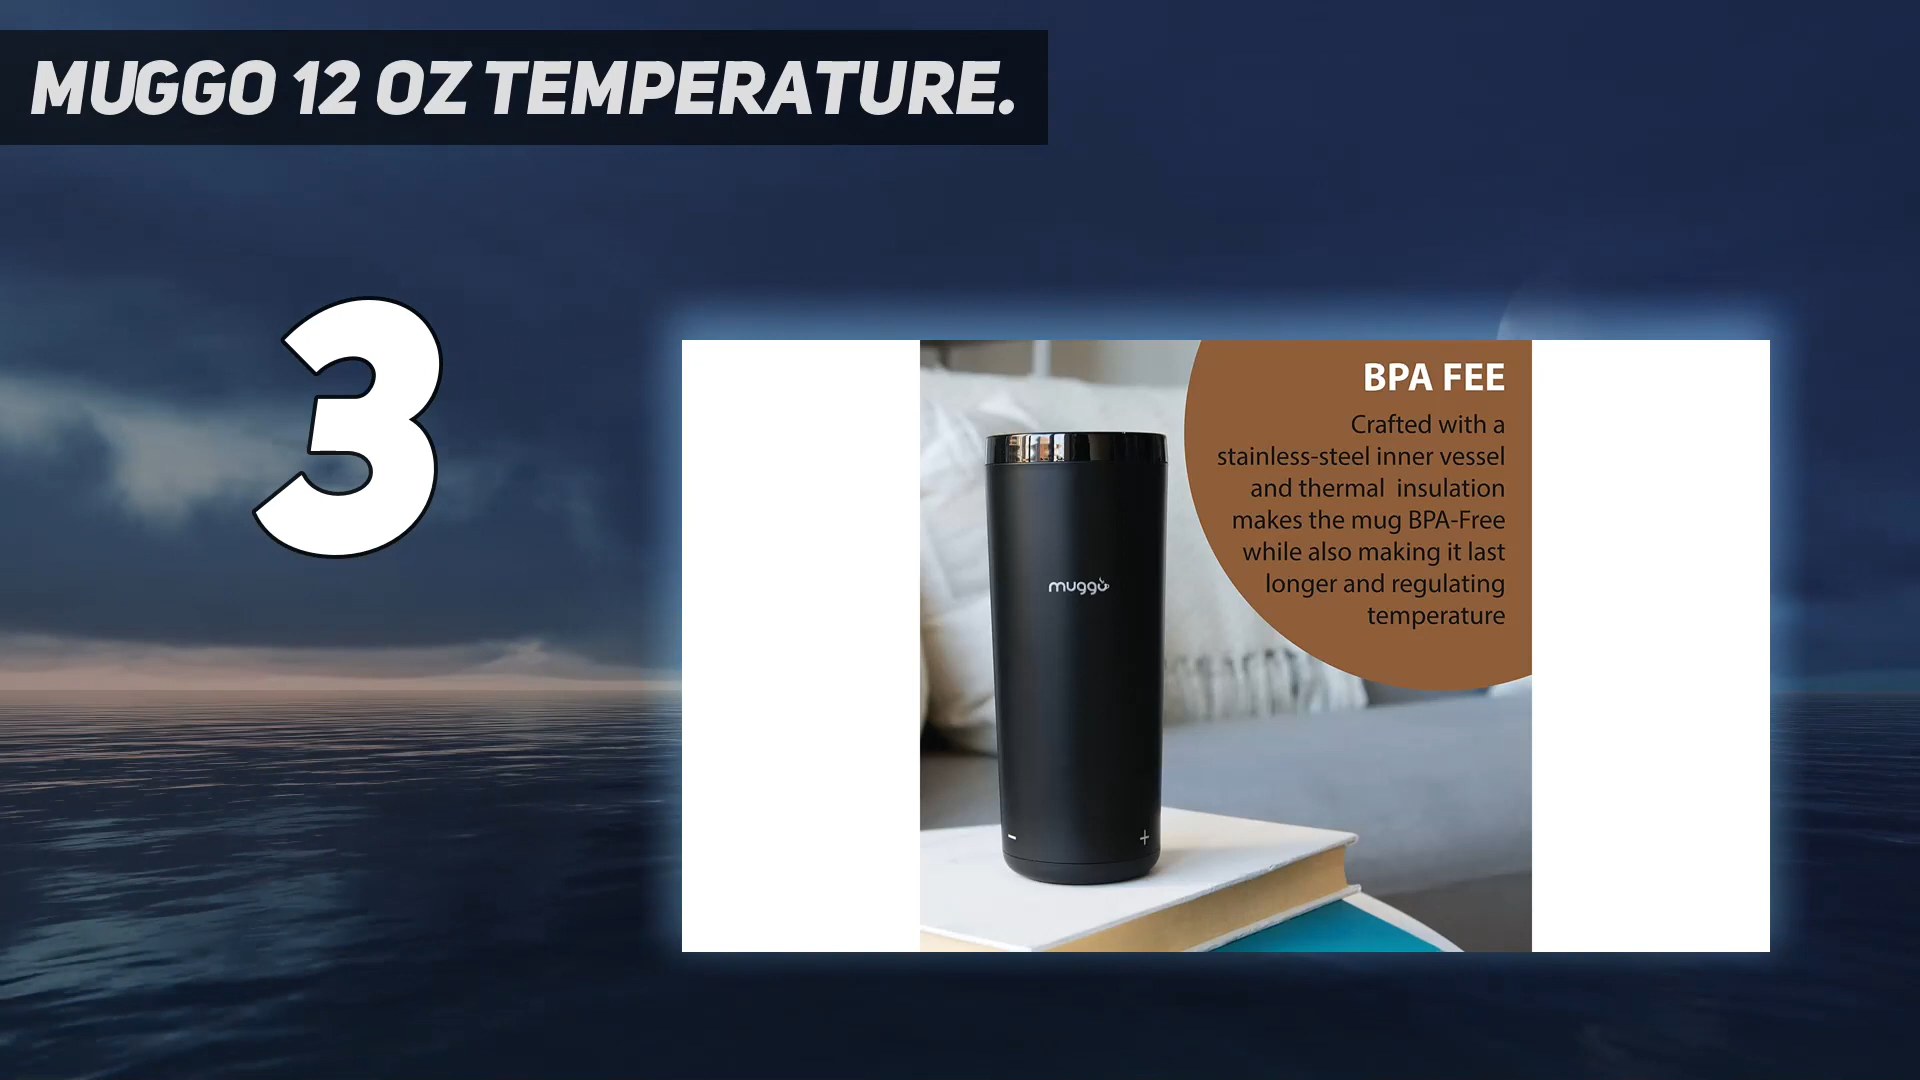 MUGGO 12 OZ TEMPERATURE.
3
BPA FEE
Crafted with a
stainless-steel inner vessel
and thermal insulation
makes the mug BPA-Free
while also making it last
longer and regulating
temperature
muggo
- +